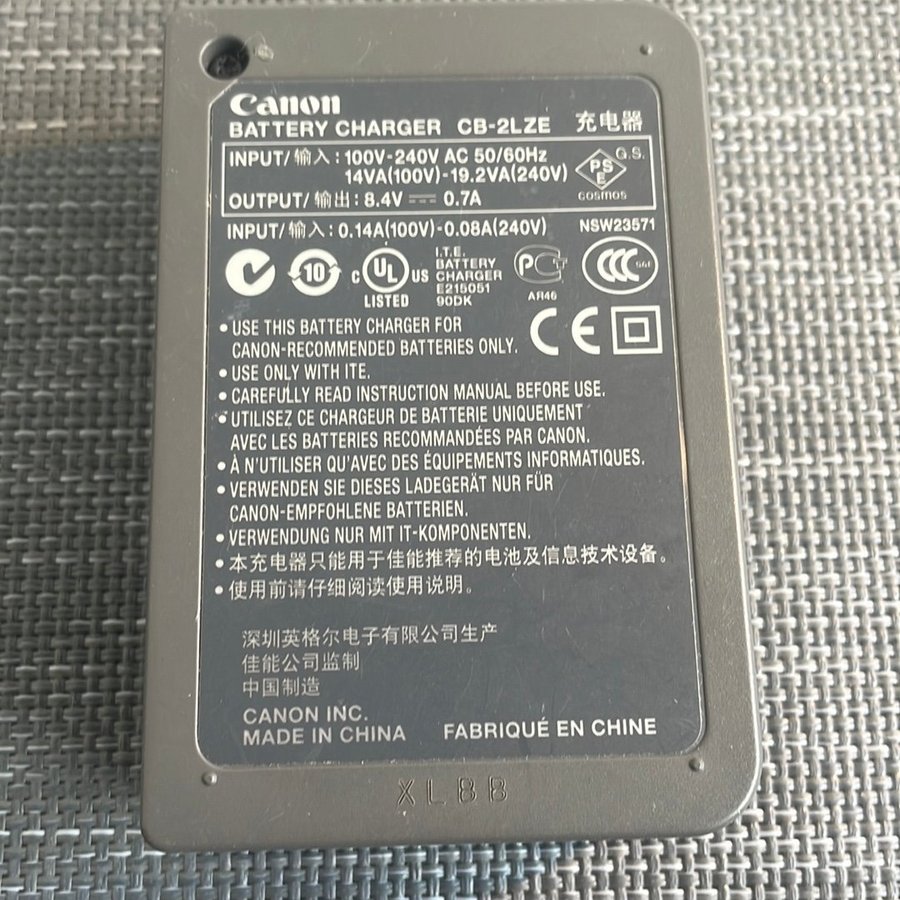 Canon
BATTERY CHARGER CB-2LZE 充电器
INPUT/输入: 100V-240V AC 50/60Hz
14VA(100V)-19.2VA(240V)
OUTPUT/输出: 8.4V ⎓ 0.7A
PS E G.S.
COSMOS
INPUT/输入: 0.14A(100V)-0.08A(240V) NSW23571
10
C UL US
LISTED
I.T.E.
BATTERY
CHARGER
E215051
90DK
PCT
AR46
CCC S&E
CE
• USE THIS BATTERY CHARGER FOR
CANON-RECOMMENDED BATTERIES ONLY.
• USE ONLY WITH ITE.
• CAREFULLY READ INSTRUCTION MANUAL BEFORE USE.
• UTILISEZ CE CHARGEUR DE BATTERIE UNIQUEMENT
AVEC LES BATTERIES RECOMMANDÉES PAR CANON.
• À N'UTILISER QU'AVEC DES ÉQUIPEMENTS INFORMATIQUES.
• VERWENDEN SIE DIESES LADEGERÄT NUR FÜR
CANON-EMPFOHLENE BATTERIEN.
• VERWENDUNG NUR MIT IT-KOMPONENTEN.
• 本充电器只能用于佳能推荐的电池及信息技术设备。
• 使用前请仔细阅读使用说明。
深圳英格尔电子有限公司生产
佳能公司监制
中国制造
CANON INC.
MADE IN CHINA FABRIQUÉ EN CHINE
XLBB